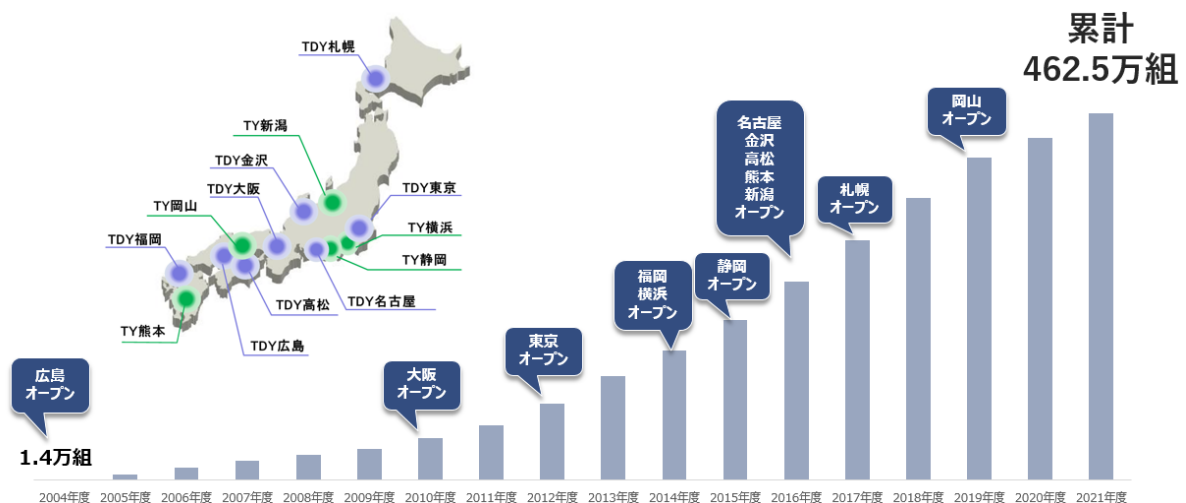 累計
462.5万組
TDY札幌
TY新潟
TDY金沢
TDY大阪
TY岡山
TDY福岡
TDY東京
TY横浜
TY静岡
TDY名古屋
TDY高松
TDY広島
TY熊本
広島
オープン
1.4万組
大阪
オープン
東京
オープン
福岡
横浜
オープン
静岡
オープン
名古屋
金沢
高松
熊本
新潟
オープン
札幌
オープン
岡山
オープン
2004年度 2005年度 2006年度 2007年度 2008年度 2009年度 2010年度 2011年度 2012年度 2013年度 2014年度 2015年度 2016年度 2017年度 2018年度 2019年度 2020年度 2021年度